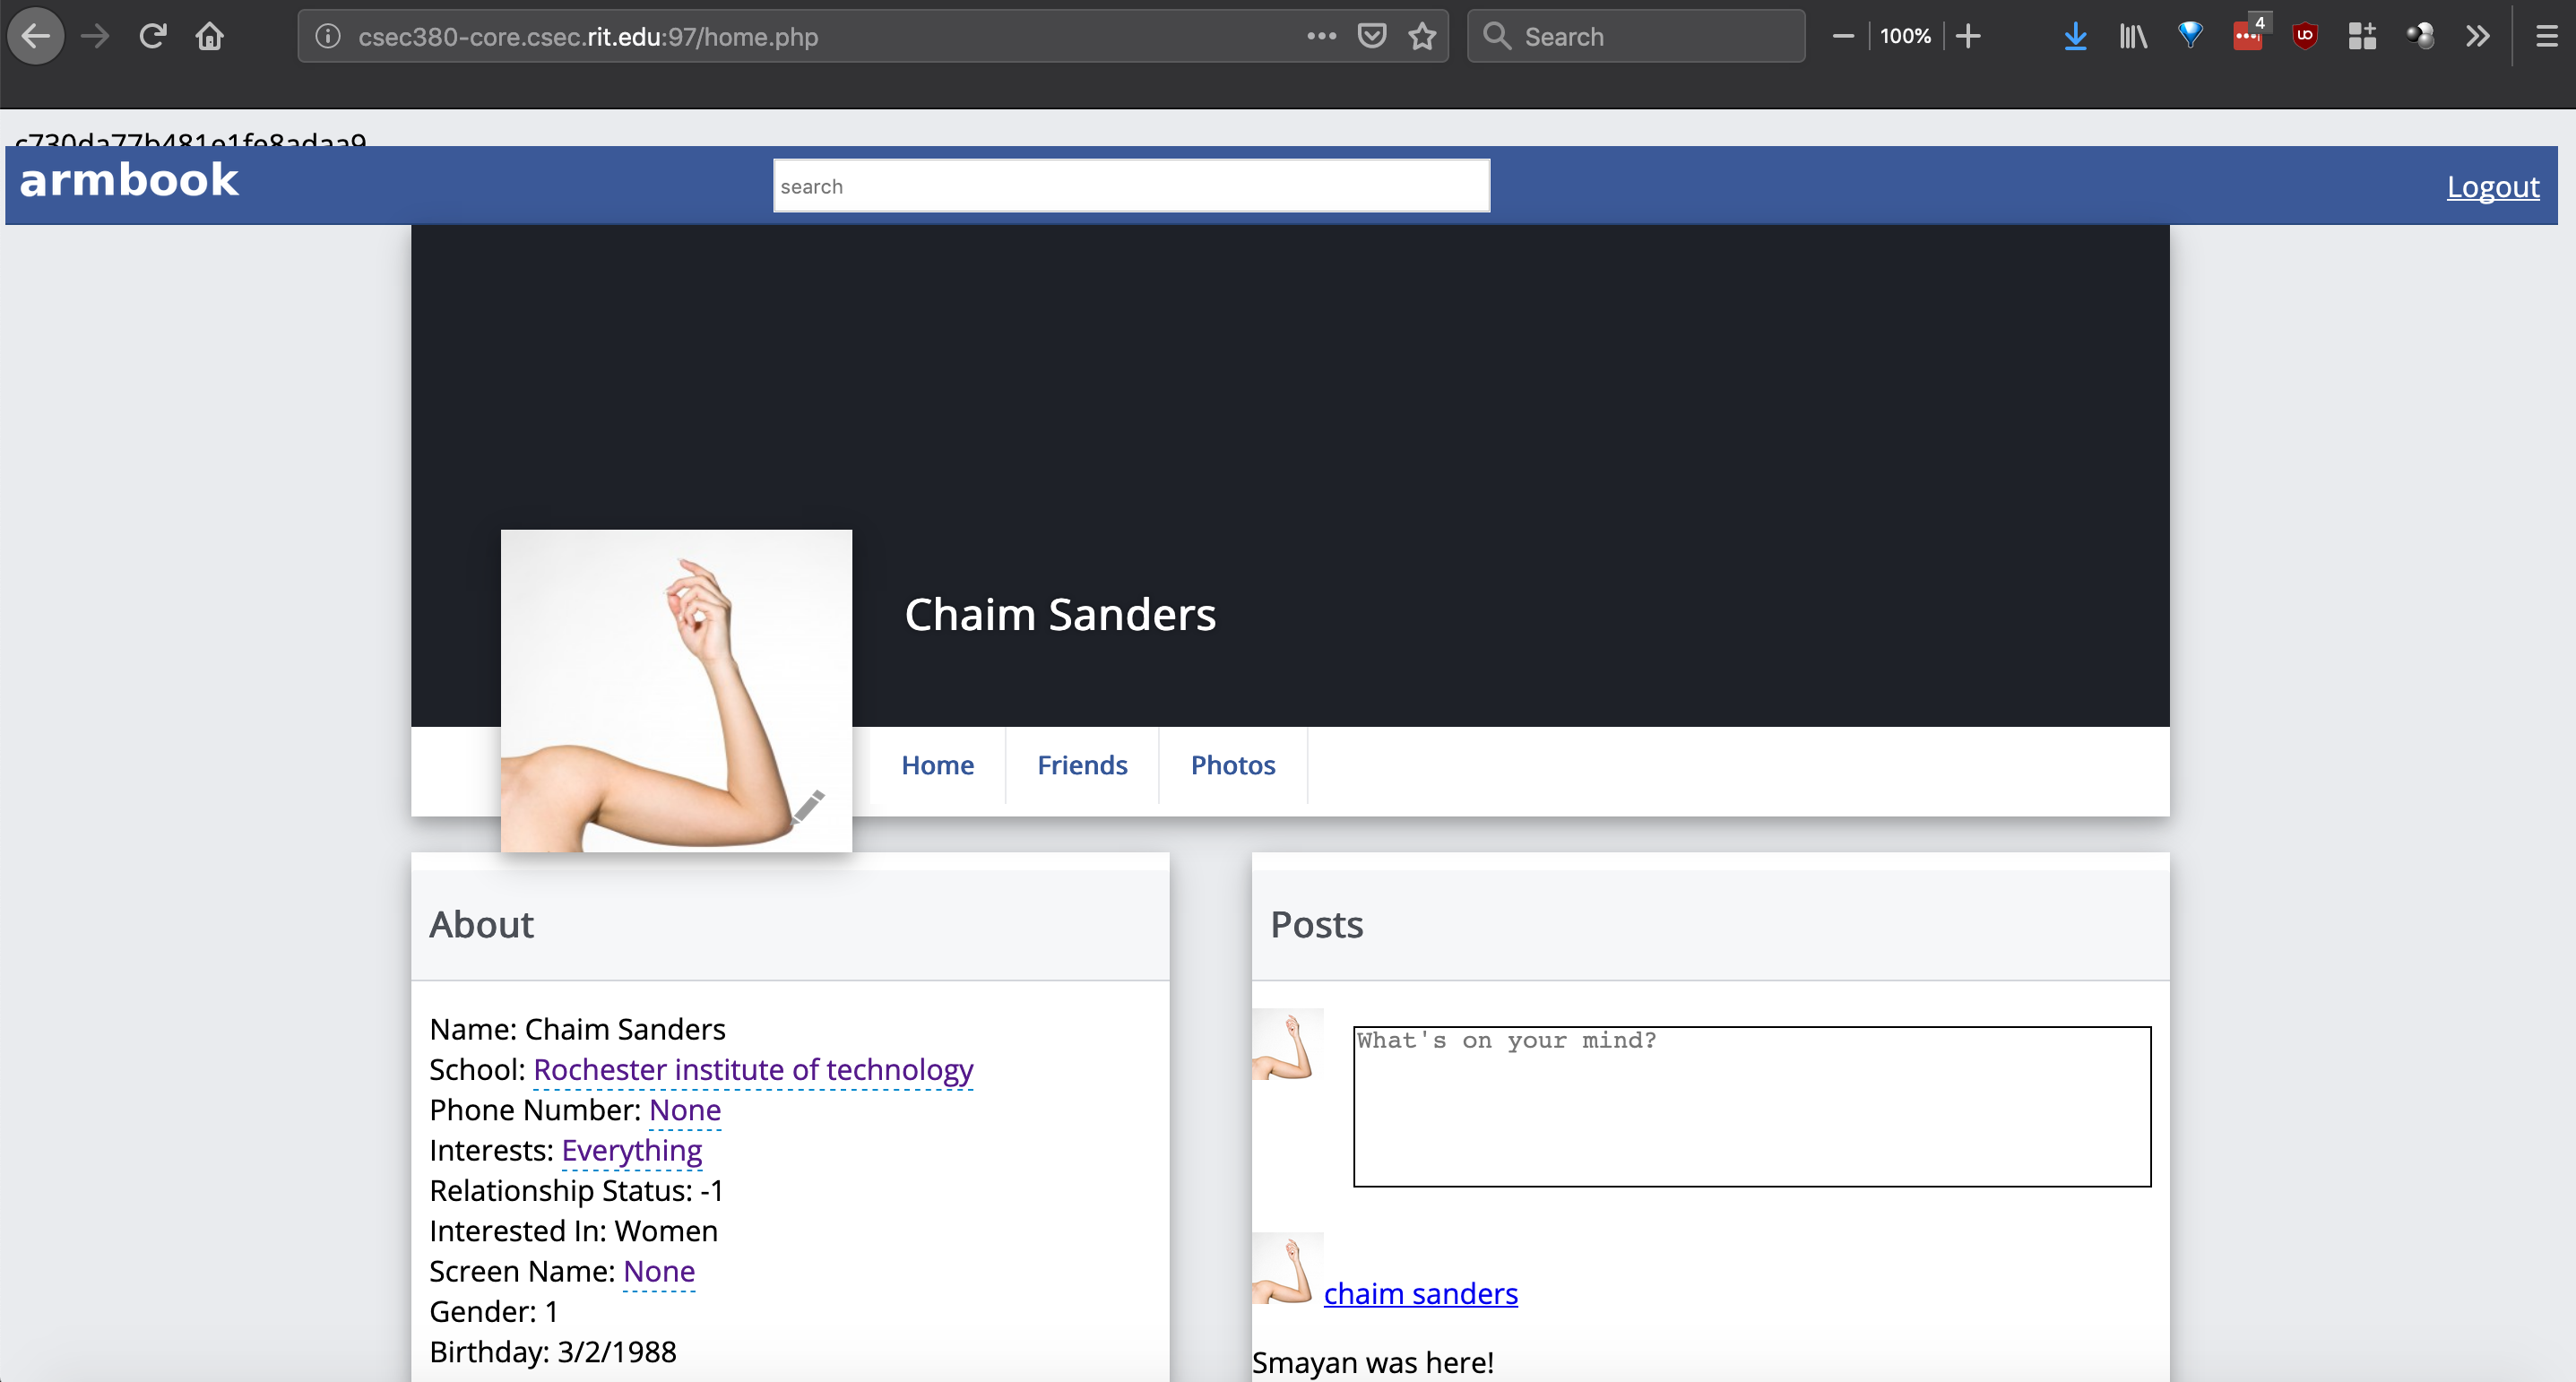 csec380-core.csec.rit.edu:97/home.php
Search
100%
4
c730da77b481e1fe8adaa9
armbook
search
Logout
Chaim Sanders
Home
Friends
Photos
About
Name: Chaim Sanders
School: Rochester institute of technology
Phone Number: None
Interests: Everything
Relationship Status: -1
Interested In: Women
Screen Name: None
Gender: 1
Birthday: 3/2/1988
Posts
What's on your mind?
chaim sanders
Smayan was here!